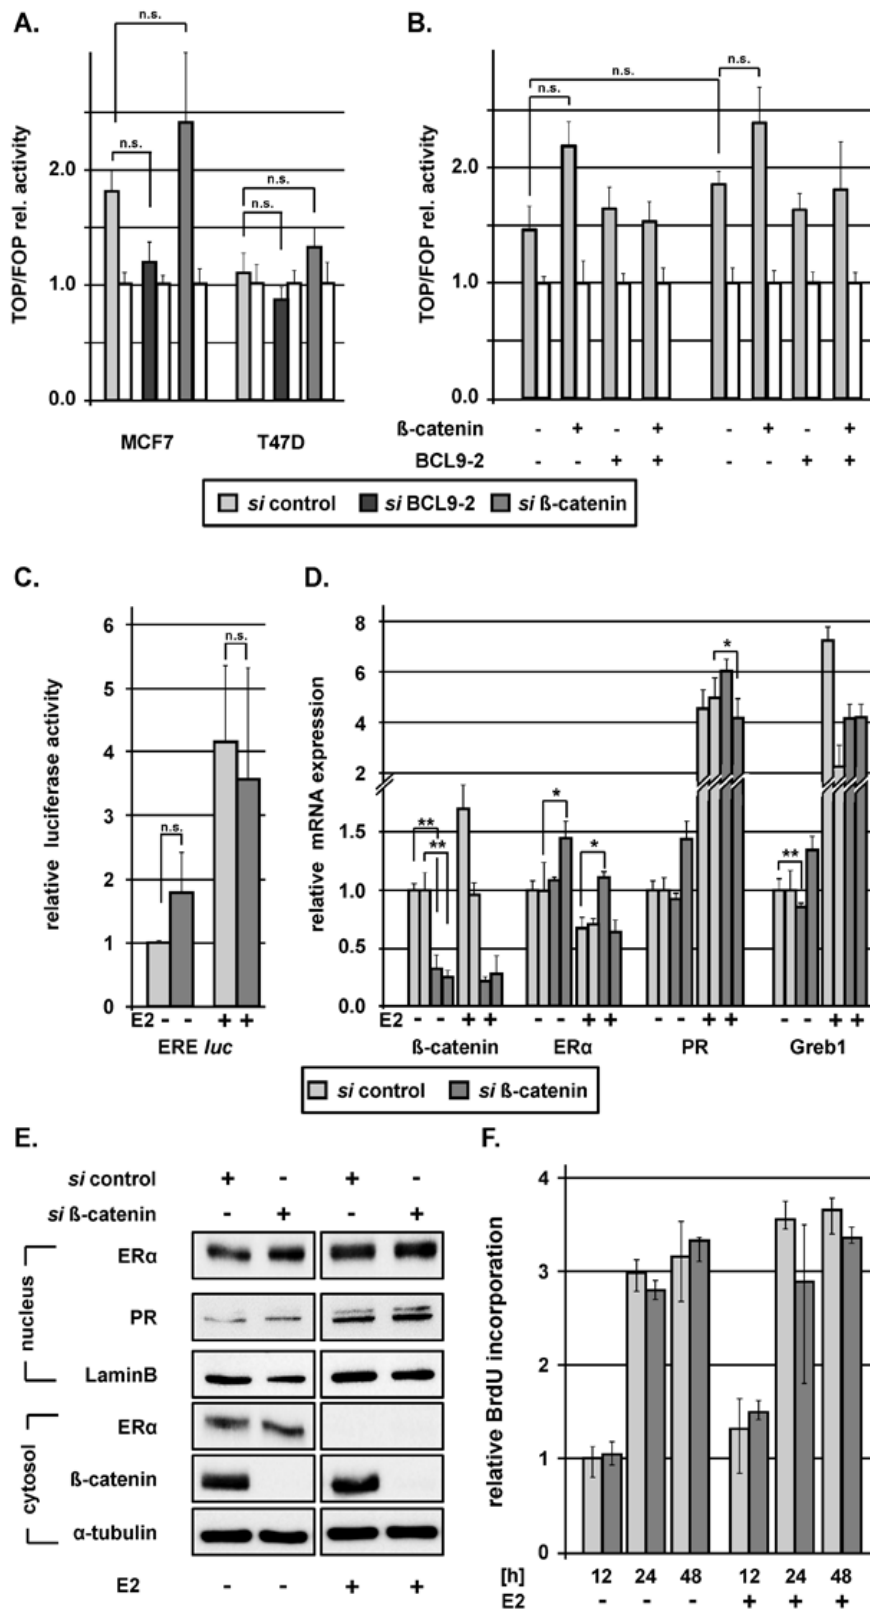 A.
n.s.
n.s.
n.s.
n.s.
TOP/FOP rel. activity
2.0
1.0
0.0
MCF7 T47D
B.
n.s.
n.s.
n.s.
TOP/FOP rel. activity
2.0
1.0
0.0
ß-catenin - + - + - + - +
BCL9-2 - - + + - - + +
si control si BCL9-2 si ß-catenin
C.
relative luciferase activity
6
5
4
3
2
1
0
n.s.
n.s.
E2 - - + +
ERE luc
D.
relative mRNA expression
8
6
4
2
1.5
1.0
0.5
0.0
**
**
*
*
*
**
E2 - - + + - - + + - - + + - - + +
ß-catenin ERα PR Greb1
si control si ß-catenin
E.
si control + - + -
si ß-catenin - + - +
nucleus
ERα
PR
LaminB
cytosol
ERα
ß-catenin
α-tubulin
E2 - - + +
F.
relative BrdU incorporation
4
3
2
1
0
[h] 12 24 48 12 24 48
E2 - - - + + +